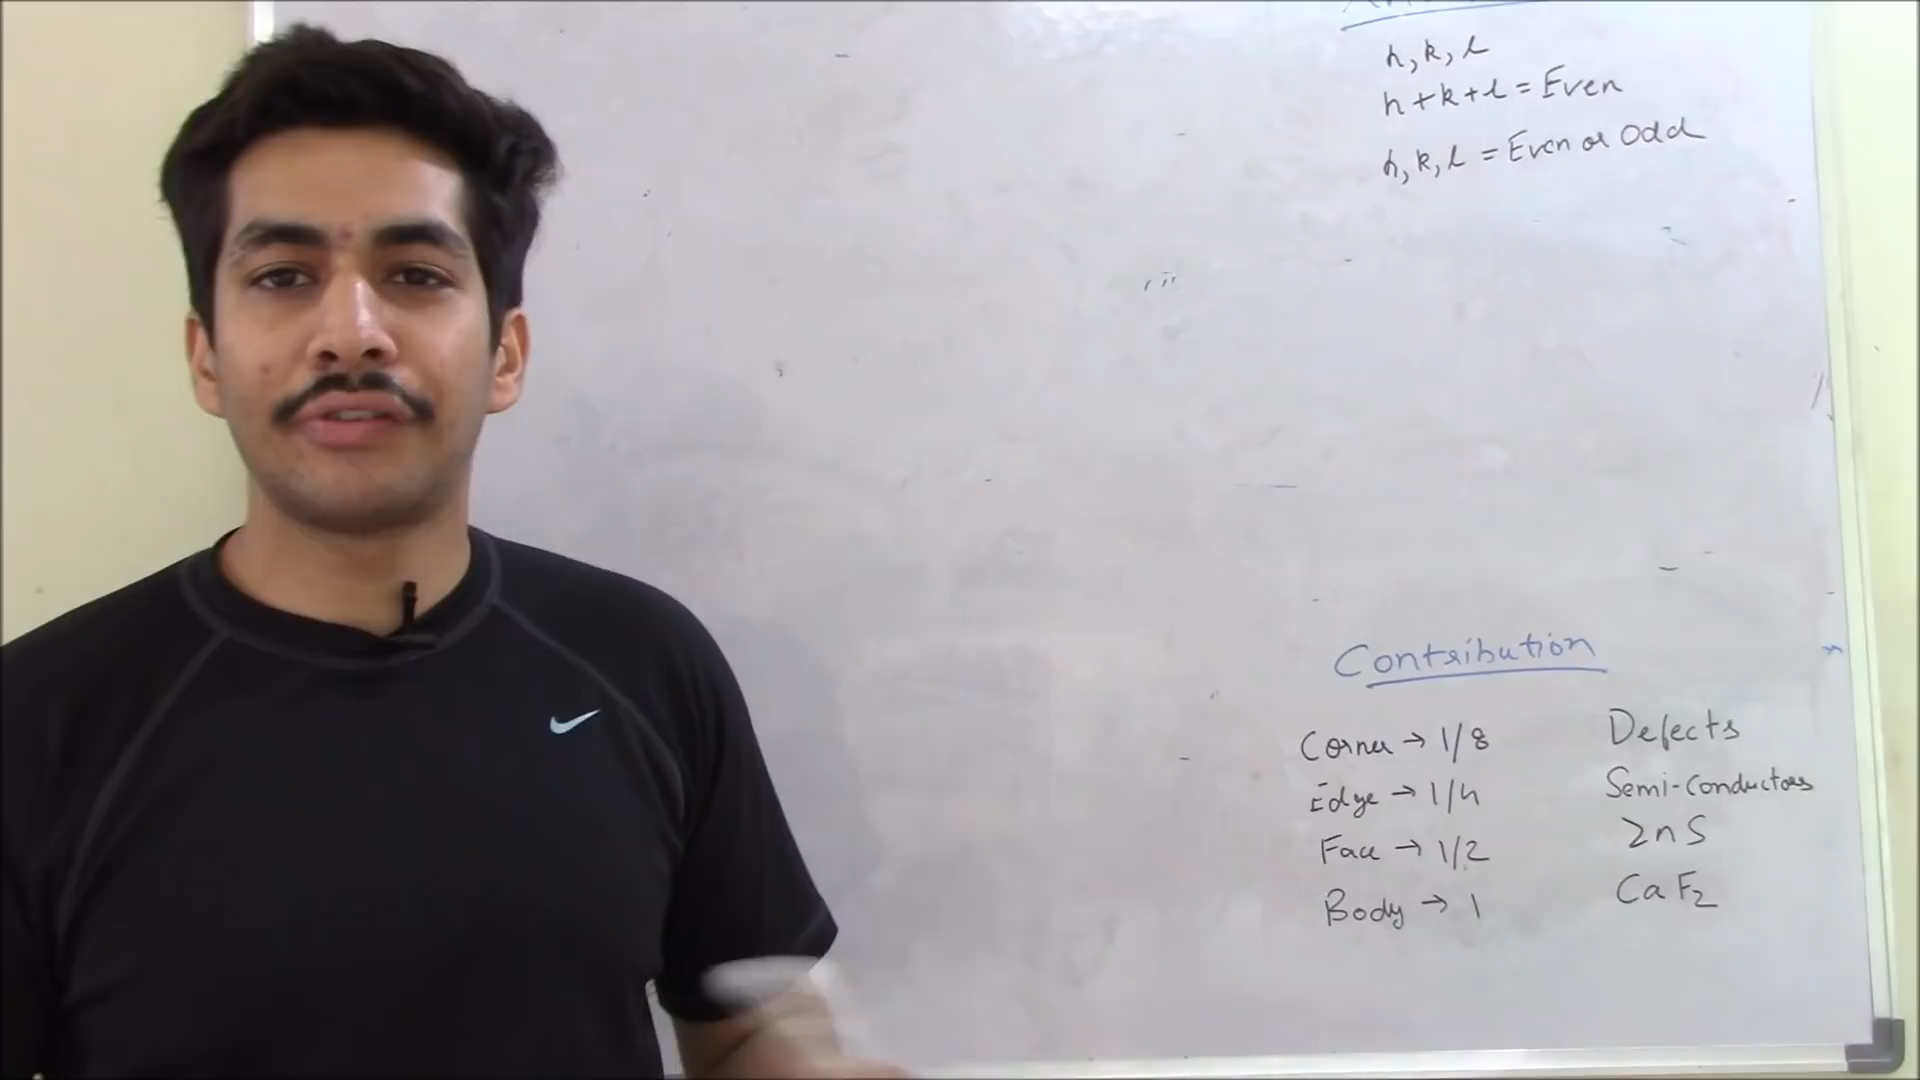 h, k, l
h + k + l = Even
h, k, l = Even or Odd
Contribution
Corner → 1/8
Edge → 1/4
Face → 1/2
Body → 1
Defects
Semi-conductors
ZnS
CaF2